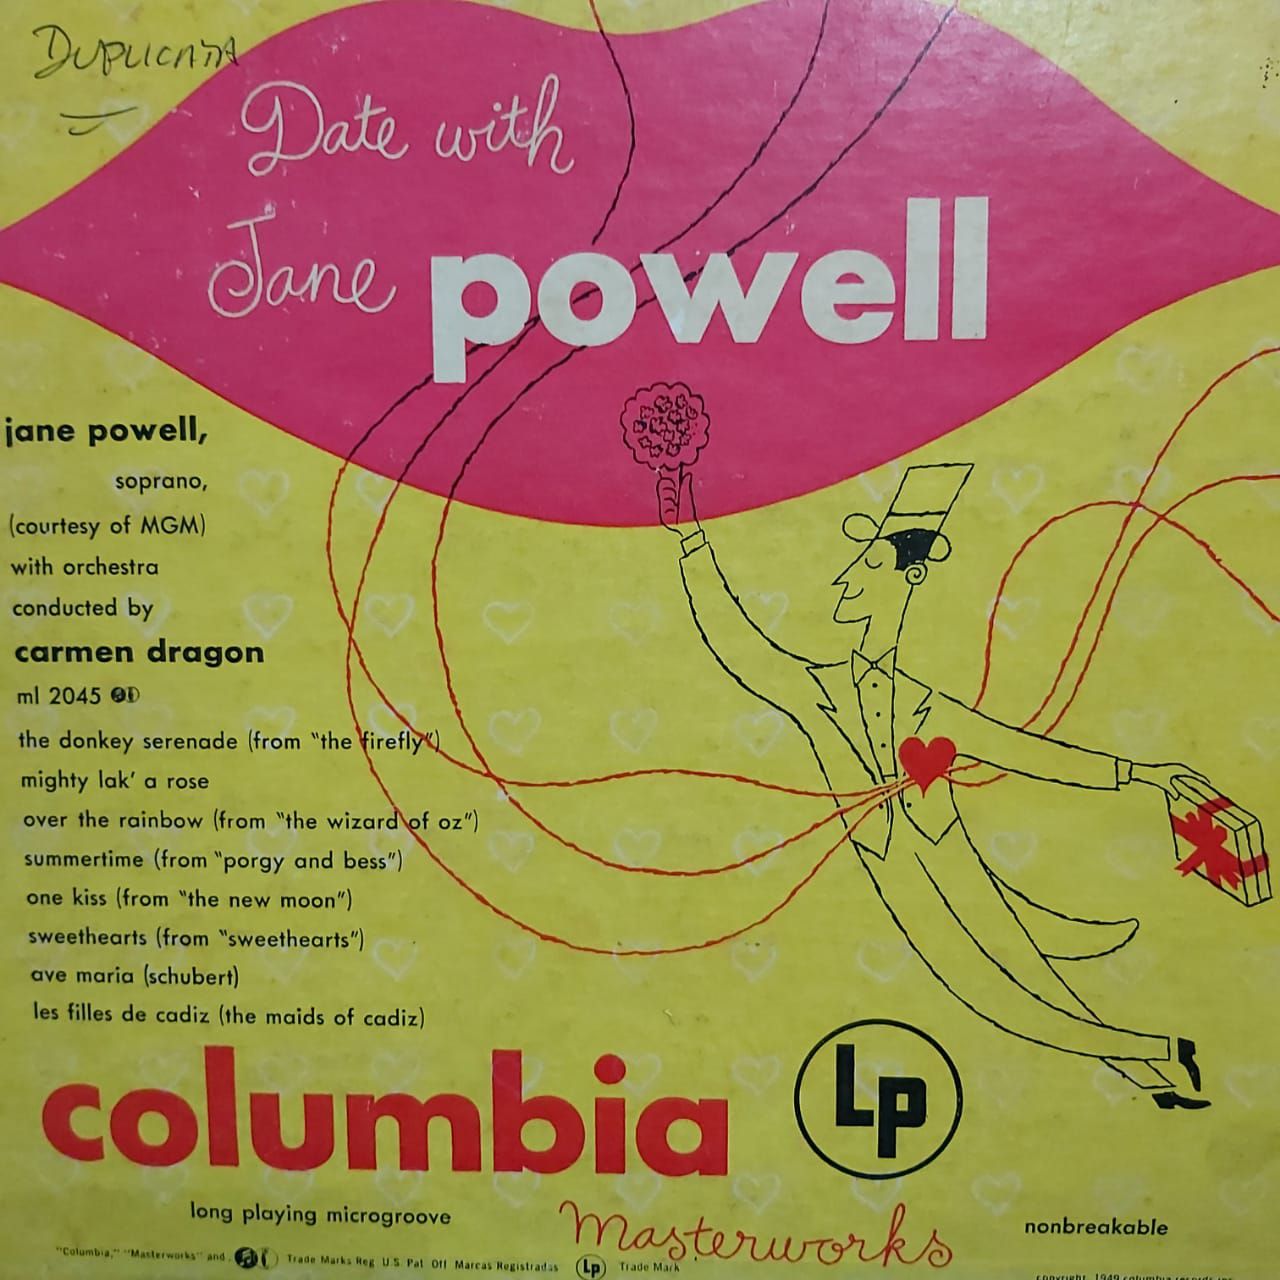 DUPLICATA
Date with
Jane powell
jane powell,
soprano,
(courtesy of MGM)
with orchestra
conducted by
carmen dragon
ml 2045
the donkey serenade (from "the firefly")
mighty lak' a rose
over the rainbow (from "the wizard of oz")
summertime (from "porgy and bess")
one kiss (from "the new moon")
sweethearts (from "sweethearts")
ave maria (schubert)
les filles de cadiz (the maids of cadiz)
columbia
Lp
long playing microgroove
Masterworks
nonbreakable
"Columbia," "Masterworks" and Trade Marks Reg U.S. Pat Off Marcas Registradas Lp Trade Mark
copyright 1949 columbia records inc